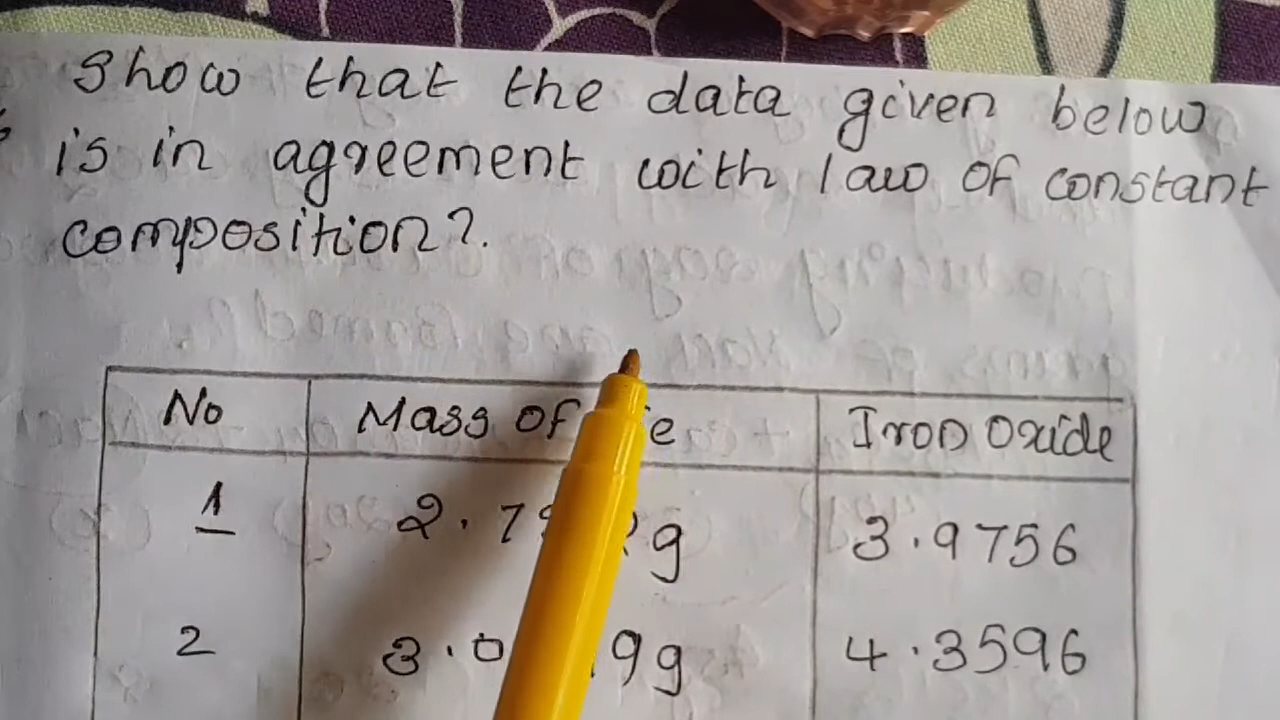 Show that the data given below
is in agreement with law of constant
composition?.
No Mass Of Iron Oxide
1 3.9756
2 4.3596